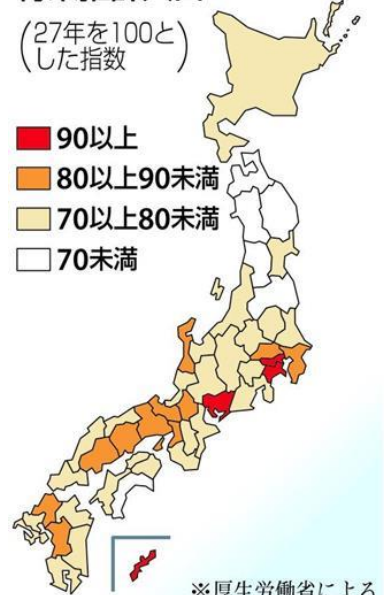 (27年を100と
した指数)
90以上
80以上90未満
70以上80未満
70未満
※厚生労働省による